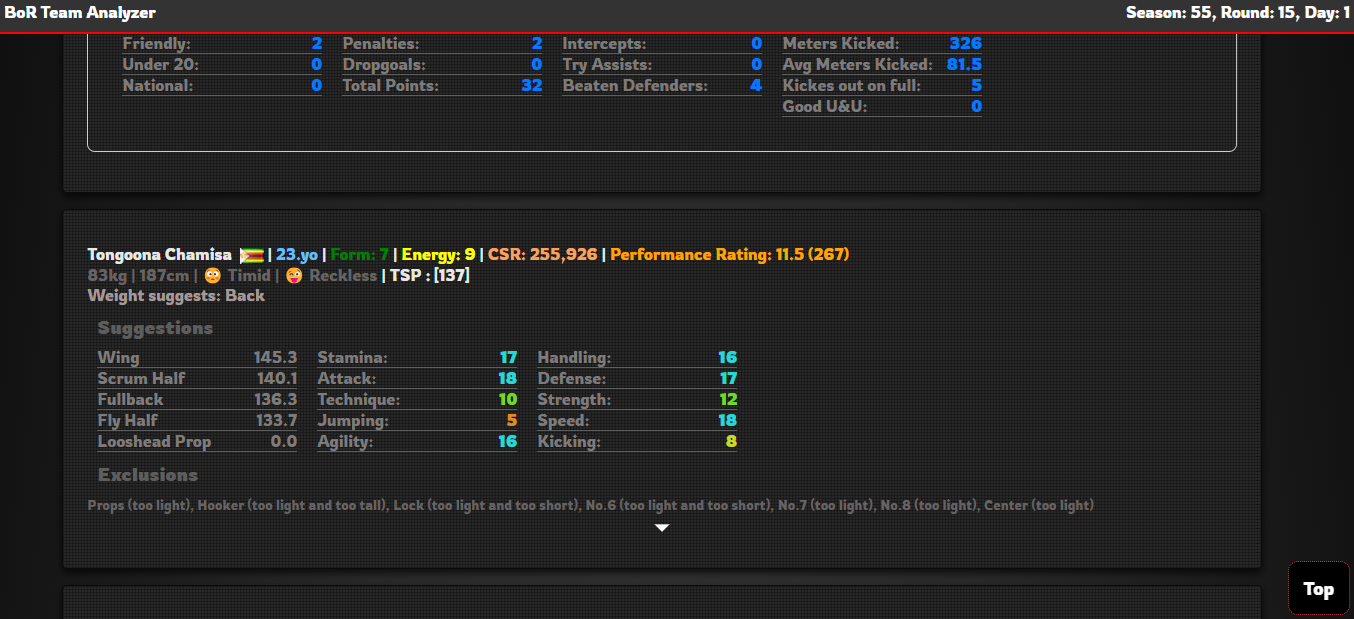 BoR Team Analyzer Season: 55, Round: 15, Day: 1
Friendly: 2 Penalties: 2 Intercepts: 0 Meters Kicked: 326
Under 20: 0 Dropgoals: 0 Try Assists: 0 Avg Meters Kicked: 81.5
National: 0 Total Points: 32 Beaten Defenders: 4 Kickes out on full: 5
Good U&U: 0
Tongoona Chamisa | 23.yo | Form: 7 | Energy: 9 | CSR: 255,926 | Performance Rating: 11.5 (267)
83kg | 187cm | 😳 Timid | 😜 Reckless | TSP : [137]
Weight suggests: Back
Suggestions
Wing 145.3 Stamina: 17 Handling: 16
Scrum Half 140.1 Attack: 18 Defense: 17
Fullback 136.3 Technique: 10 Strength: 12
Fly Half 133.7 Jumping: 5 Speed: 18
Looshead Prop 0.0 Agility: 16 Kicking: 8
Exclusions
Props (too light), Hooker (too light and too tall), Lock (too light and too short), No.6 (too light and too short), No.7 (too light), No.8 (too light), Center (too light)
Top